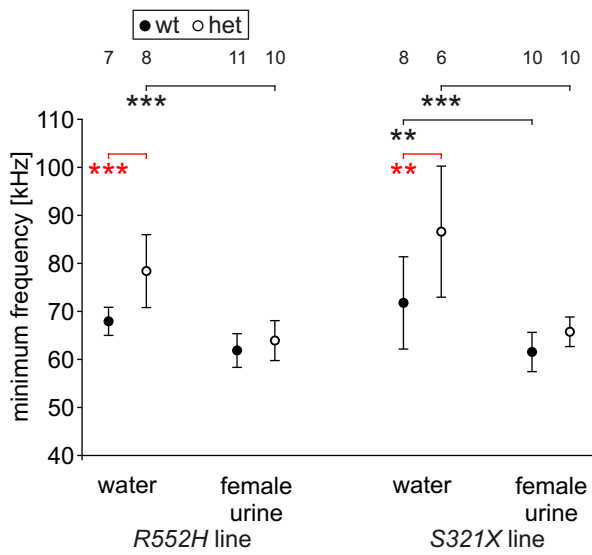 wt het
7 8 11 10 8 6 10 10
*** ***
**
*** **
minimum frequency [kHz]
110
100
90
80
70
60
50
40
water female urine water female urine
R552H line S321X line